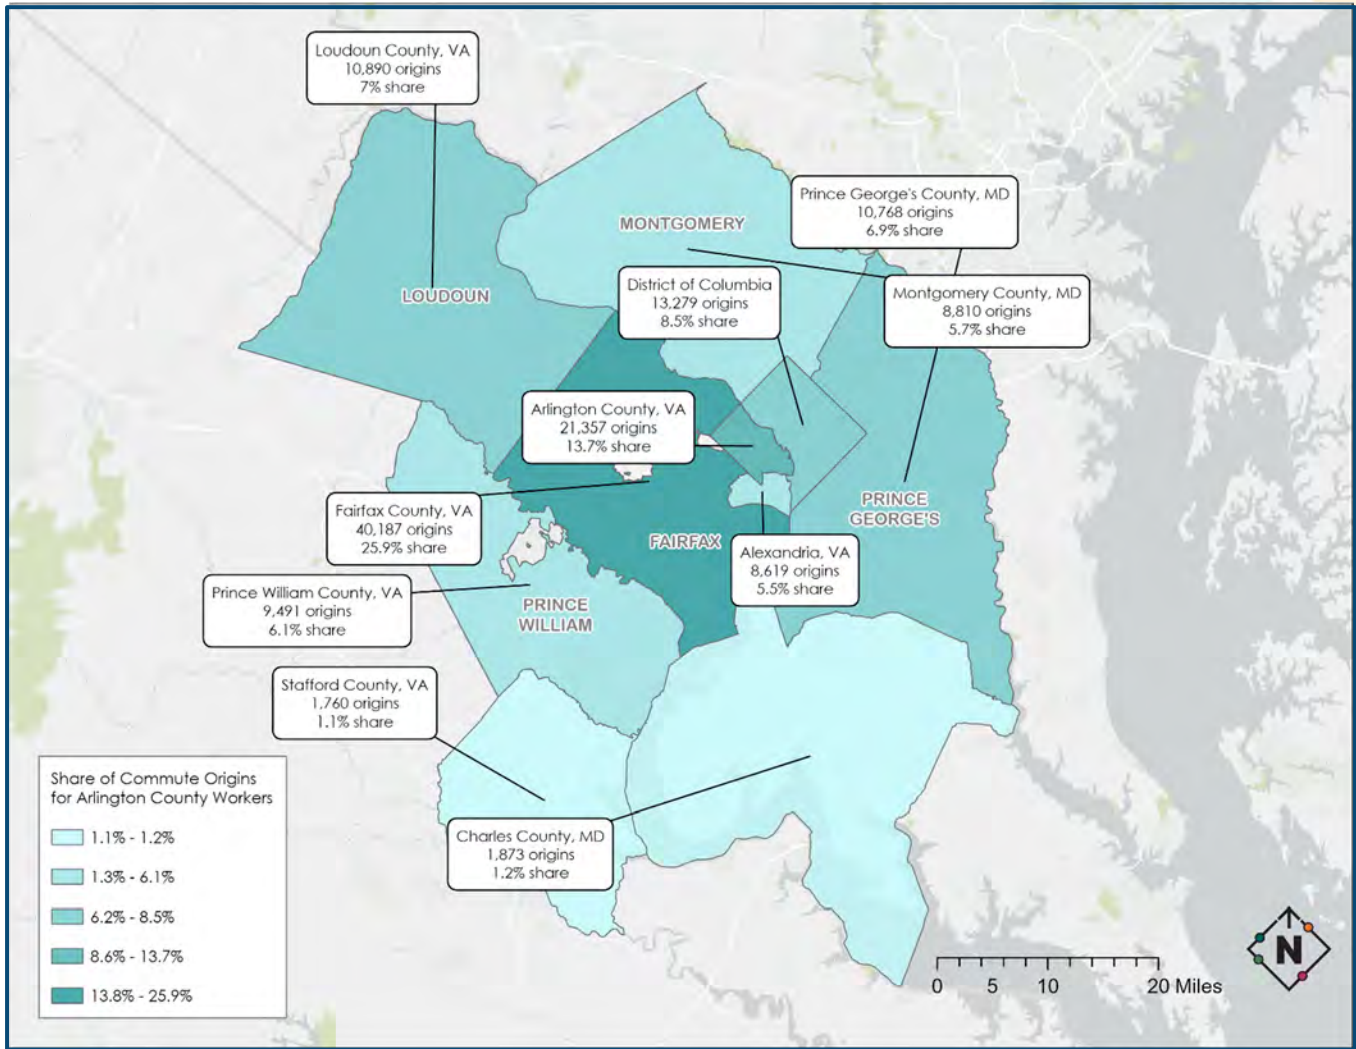 Loudoun County, VA
10,890 origins
7% share
Prince George's County, MD
10,768 origins
6.9% share
MONTGOMERY
District of Columbia
13,279 origins
8.5% share
Montgomery County, MD
8,810 origins
5.7% share
LOUDOUN
Arlington County, VA
21,357 origins
13.7% share
Fairfax County, VA
40,187 origins
25.9% share
PRINCE
GEORGE'S
FAIRFAX
Alexandria, VA
8,619 origins
5.5% share
Prince William County, VA
9,491 origins
6.1% share
PRINCE
WILLIAM
Stafford County, VA
1,760 origins
1.1% share
Charles County, MD
1,873 origins
1.2% share
Share of Commute Origins
for Arlington County Workers
1.1% - 1.2%
1.3% - 6.1%
6.2% - 8.5%
8.6% - 13.7%
13.8% - 25.9%
N
0 5 10 20 Miles